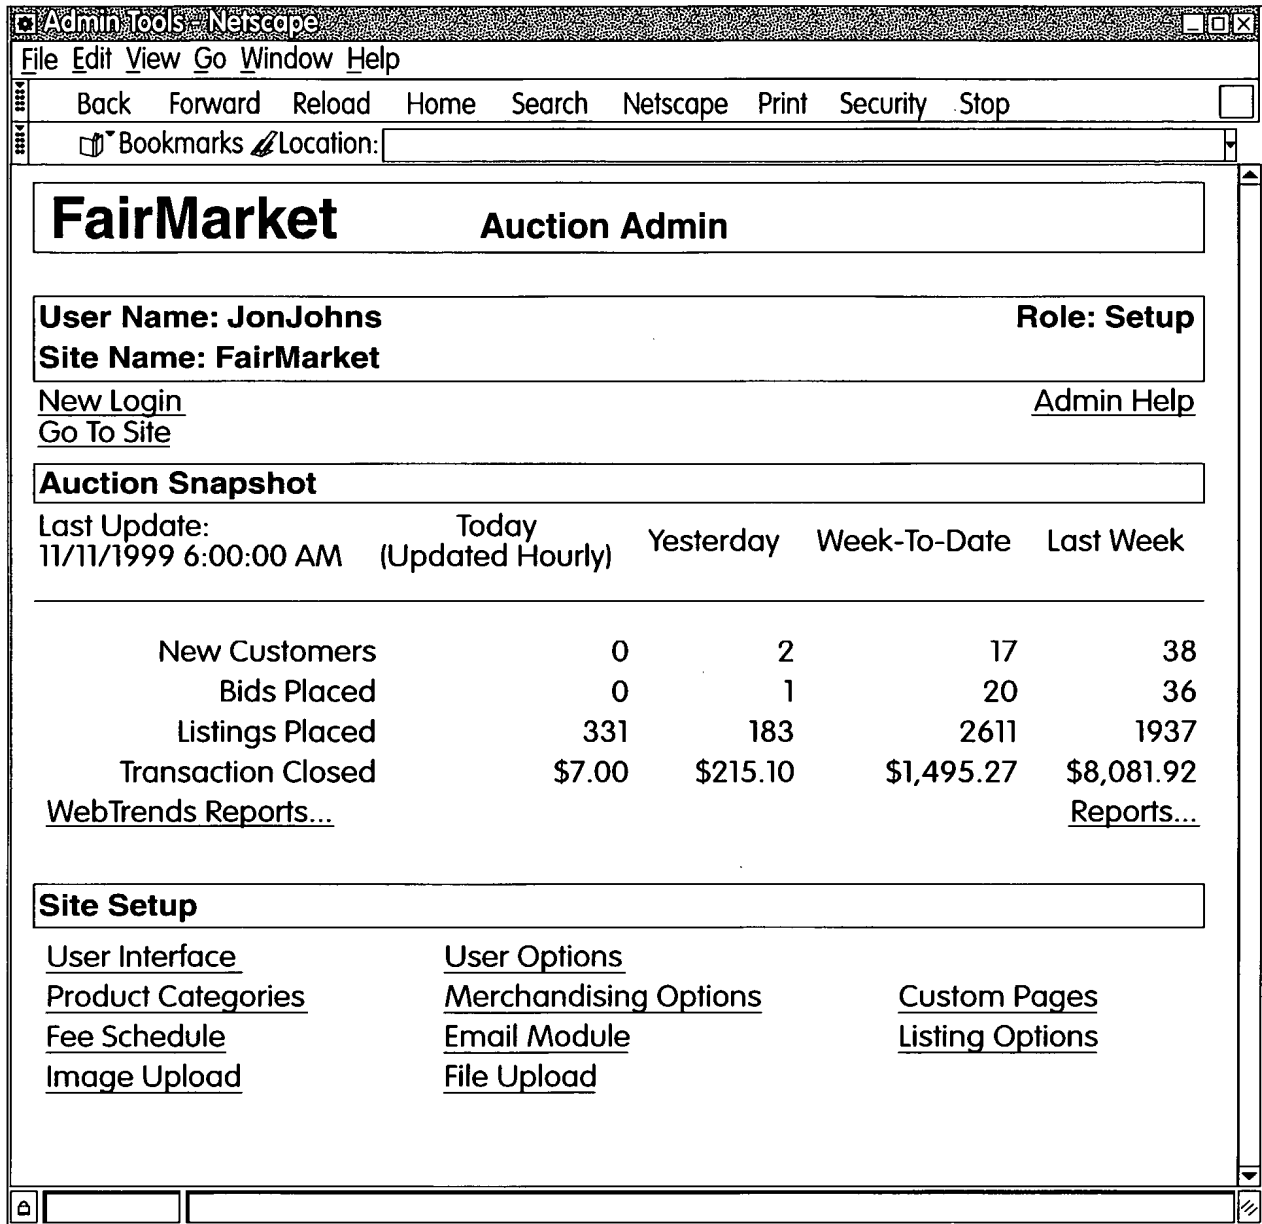 Admin Tools - Netscape
File Edit View Go Window Help
Back Forward Reload Home Search Netscape Print Security Stop
Bookmarks Location:
FairMarket Auction Admin
User Name: JonJohns Role: Setup
Site Name: FairMarket
New Login Admin Help
Go To Site
Auction Snapshot
Last Update: Today
11/11/1999 6:00:00 AM (Updated Hourly) Yesterday Week-To-Date Last Week
New Customers 0 2 17 38
Bids Placed 0 1 20 36
Listings Placed 331 183 2611 1937
Transaction Closed $7.00 $215.10 $1,495.27 $8,081.92
WebTrends Reports... Reports...
Site Setup
User Interface User Options
Product Categories Merchandising Options Custom Pages
Fee Schedule Email Module Listing Options
Image Upload File Upload